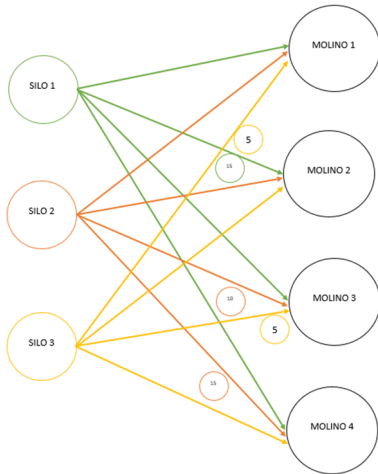 MOLINO 1
SILO 1
5
15
MOLINO 2
SILO 2
10
MOLINO 3
5
SILO 3
15
MOLINO 4